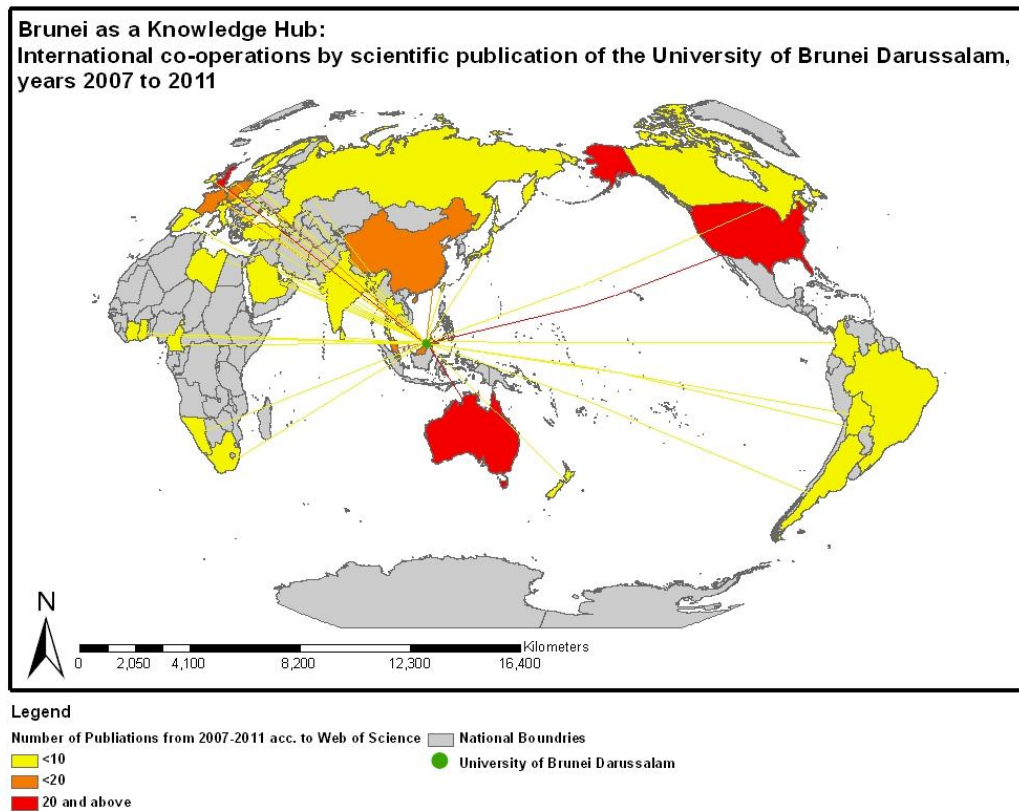 Brunei as a Knowledge Hub:
International co-operations by scientific publication of the University of Brunei Darussalam,
years 2007 to 2011
N
Kilometers
0 2,050 4,100 8,200 12,300 16,400
Legend
Number of Publiations from 2007-2011 acc. to Web of Science
<10
<20
20 and above
National Boundries
University of Brunei Darussalam